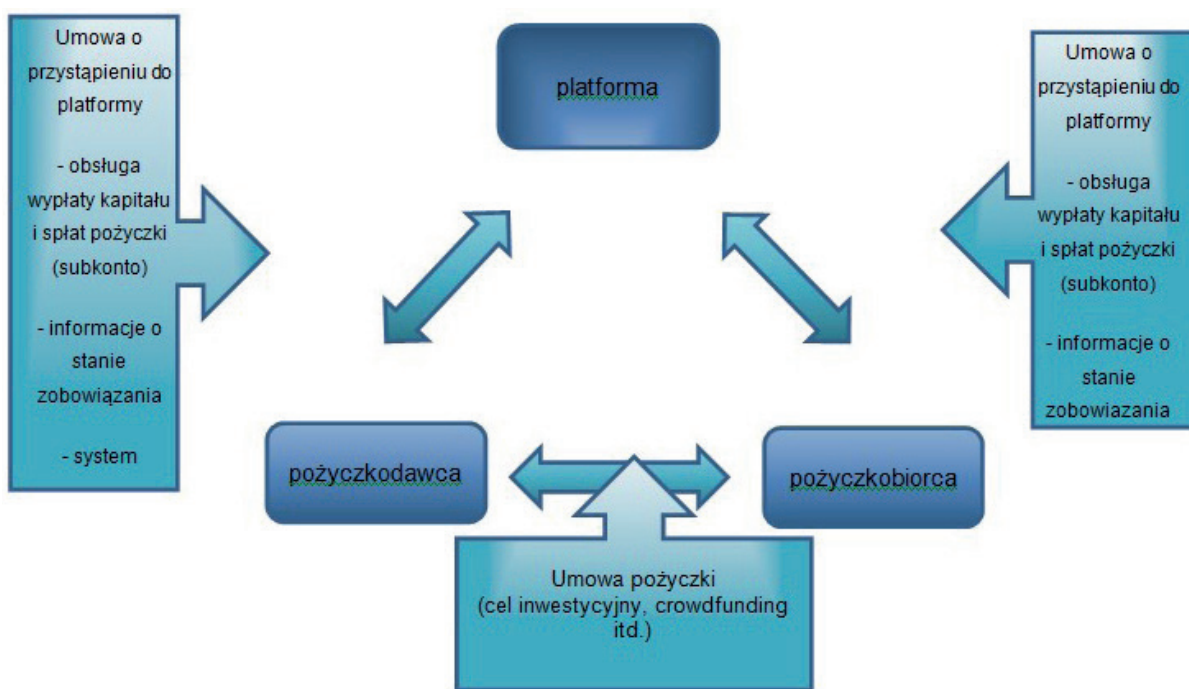 Umowa o
przystąpieniu do
platformy
- obsługa
wypłaty kapitału
i spłat pożyczki
(subkonto)
- informacje o
stanie
zobowiązania
- system
platforma
Umowa o
przystąpieniu do
platformy
- obsługa
wypłaty kapitału
i spłat pożyczki
(subkonto)
- informacje o
stanie
zobowiazania
pożyczkodawca
pożyczkobiorca
Umowa pożyczki
(cel inwestycyjny, crowdfunding
itd.)